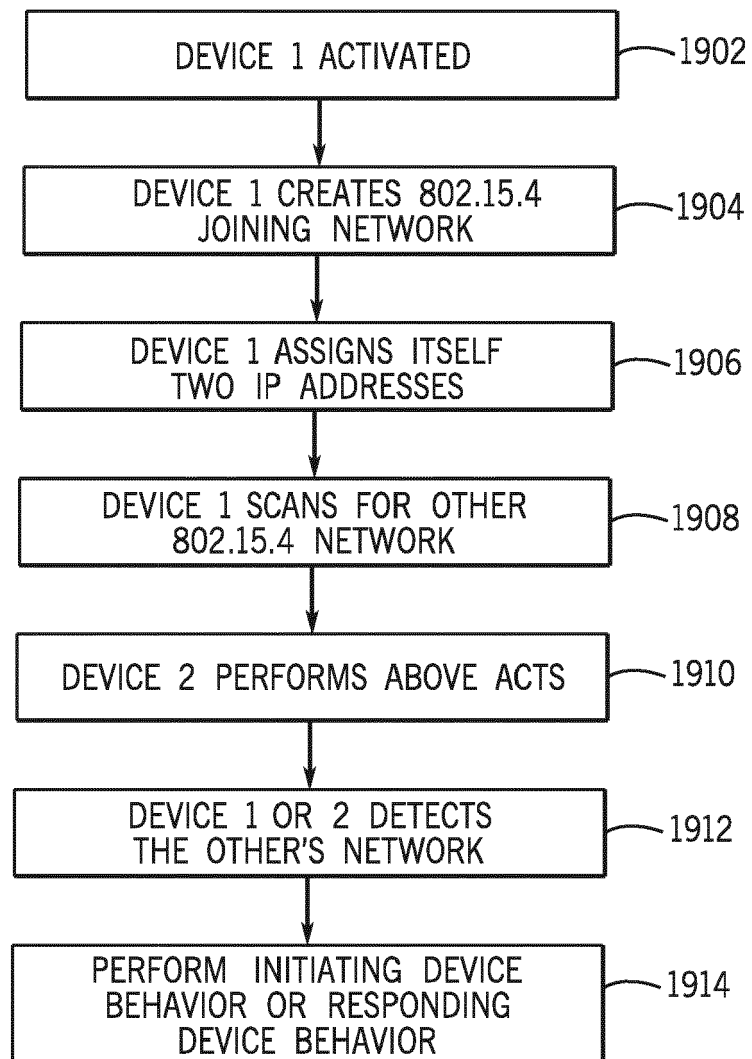 DEVICE 1 ACTIVATED
1902
DEVICE 1 CREATES 802.15.4
JOINING NETWORK
1904
DEVICE 1 ASSIGNS ITSELF
TWO IP ADDRESSES
1906
DEVICE 1 SCANS FOR OTHER
802.15.4 NETWORK
1908
DEVICE 2 PERFORMS ABOVE ACTS
1910
DEVICE 1 OR 2 DETECTS
THE OTHER'S NETWORK
1912
PERFORM INITIATING DEVICE
BEHAVIOR OR RESPONDING
DEVICE BEHAVIOR
1914